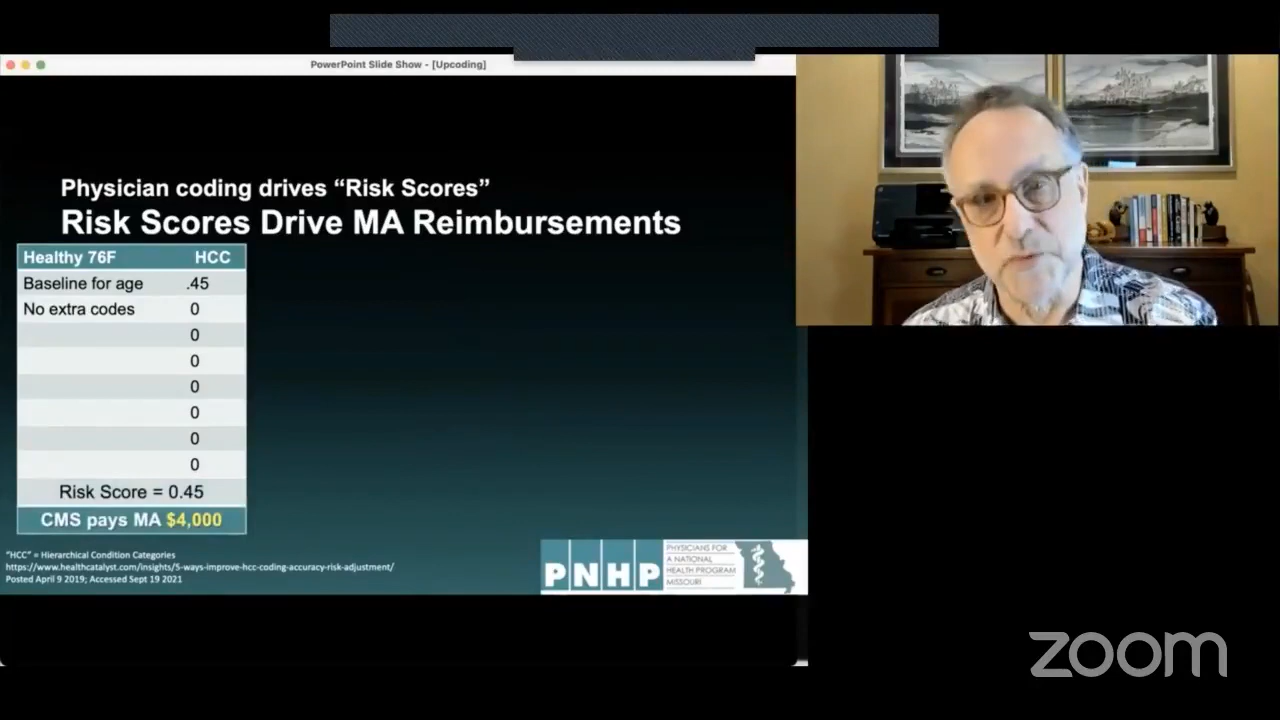 PowerPoint Slide Show - [Upcoding]
Physician coding drives “Risk Scores”
Risk Scores Drive MA Reimbursements
Healthy 76F HCC
Baseline for age .45
No extra codes 0
0
0
0
0
0
0
Risk Score = 0.45
CMS pays MA $4,000
“HCC” = Hierarchical Condition Categories
https://www.healthcatalyst.com/insights/5-ways-improve-hcc-coding-accuracy-risk-adjustment/
Posted April 9 2019; Accessed Sept 19 2021
PNHP
PHYSICIANS FOR
A NATIONAL
HEALTH PROGRAM
MISSOURI
zoom